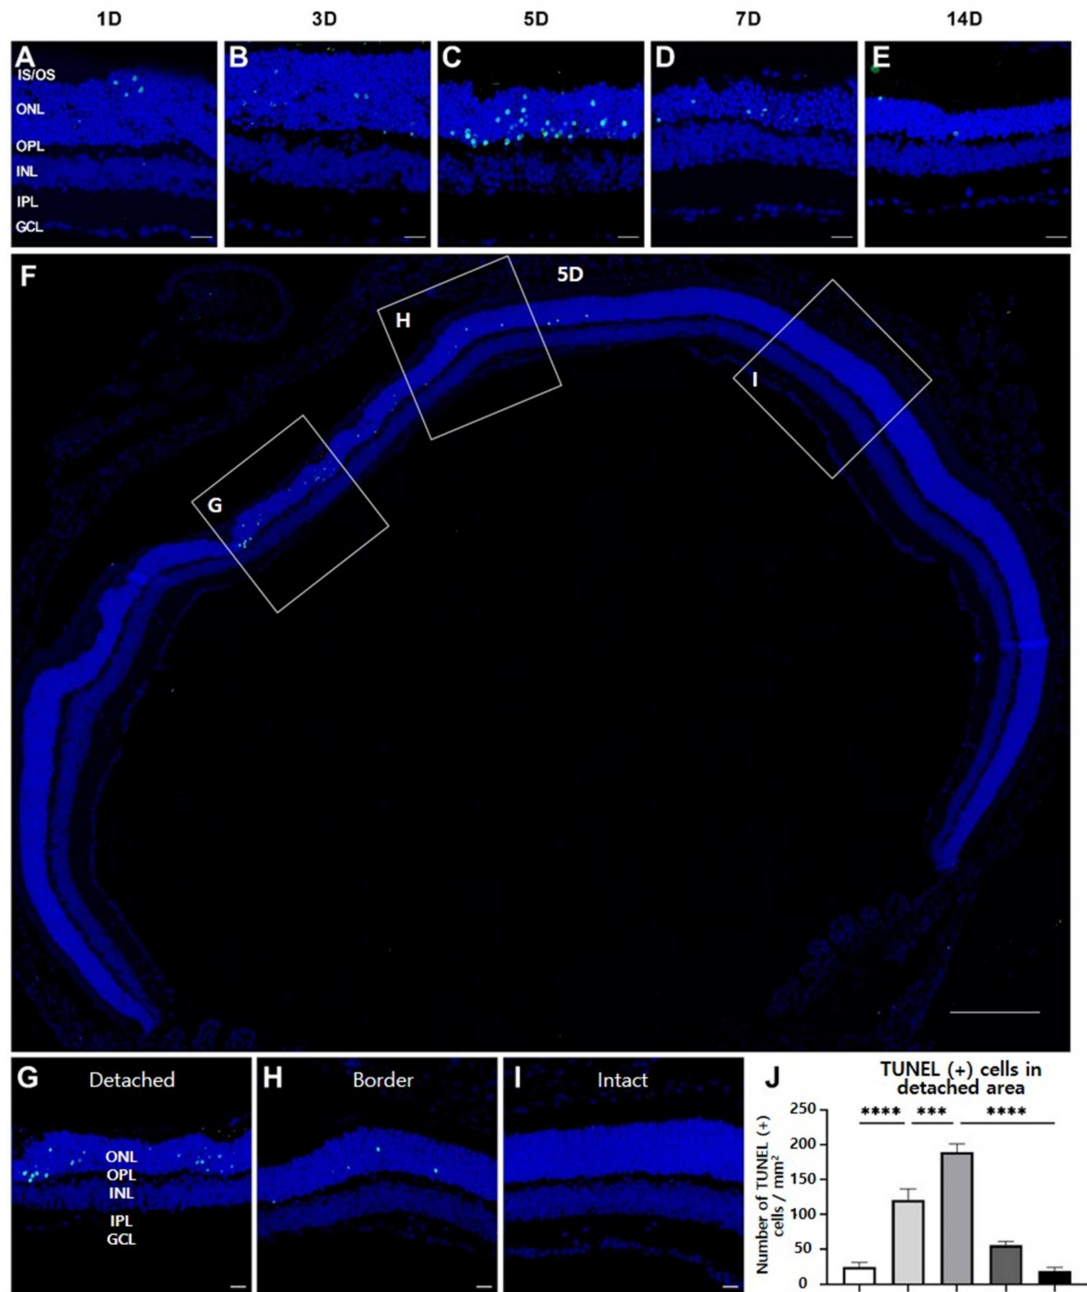 1D 3D 5D 7D 14D
A B C D E
IS/OS
ONL
OPL
INL
IPL
GCL
F
5D
H
I
G
G Detached H Border I Intact
ONL
OPL
INL
IPL
GCL
J
TUNEL (+) cells in
detached area
Number of TUNEL (+)
cells / mm²
**** *** ****
250
200
150
100
50
0